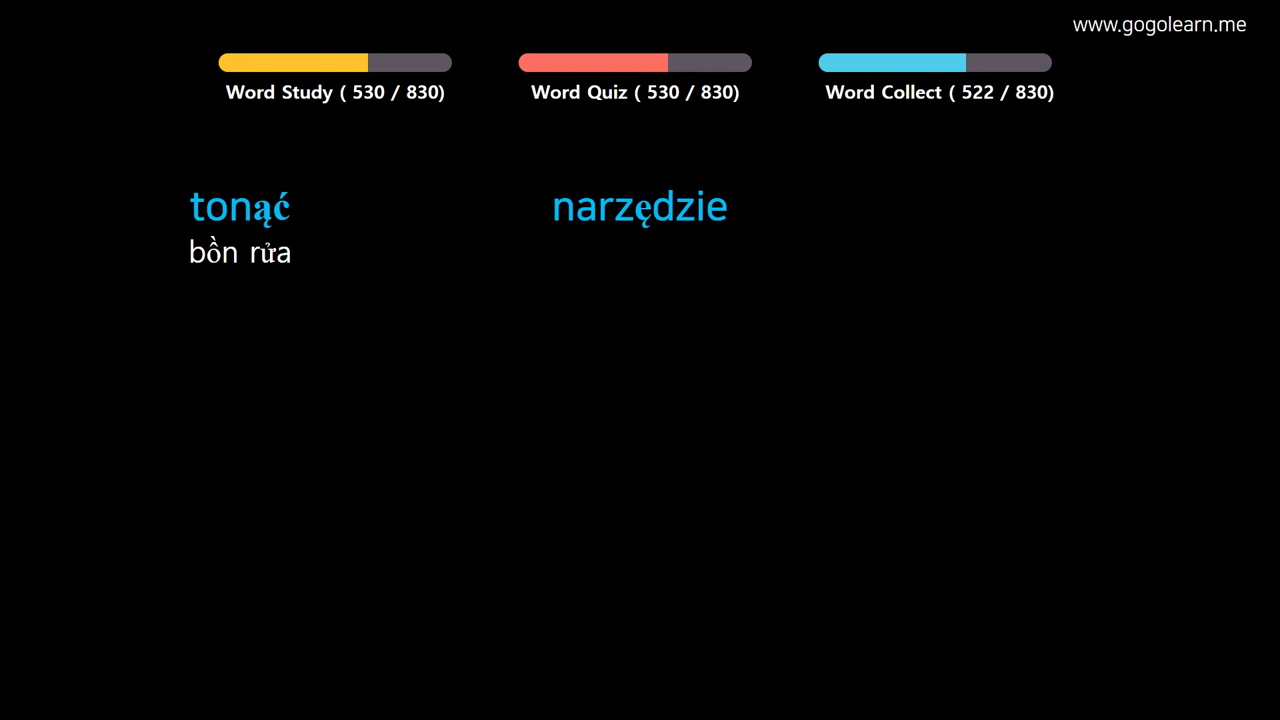 www.gogolearn.me
Word Study ( 530 / 830)
Word Quiz ( 530 / 830)
Word Collect ( 522 / 830)
tonąć
narzędzie
bồn rửa